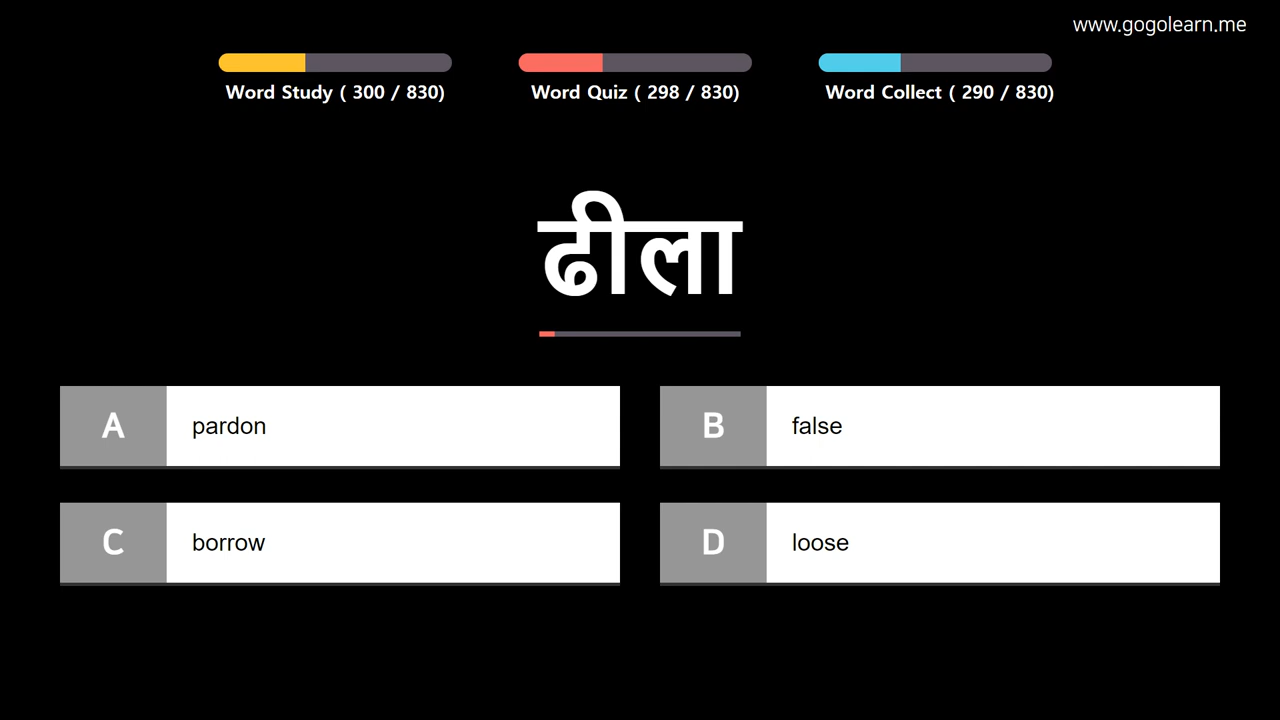 www.gogolearn.me
Word Study ( 300 / 830)
Word Quiz ( 298 / 830)
Word Collect ( 290 / 830)
ढीला
A pardon
B false
C borrow
D loose